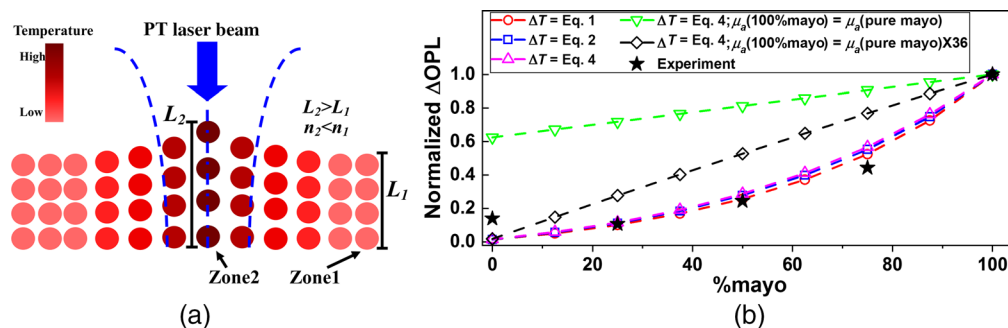 Temperature
High
Low
PT laser beam
L2
L2>L1
n2<n1
L1
Zone2
Zone1
(a)
ΔT = Eq. 1
ΔT = Eq. 2
ΔT = Eq. 4
ΔT = Eq. 4; μa(100%mayo) = μa(pure mayo)
ΔT = Eq. 4; μa(100%mayo) = μa(pure mayo)X36
Experiment
Normalized ΔOPL
1.0
0.8
0.6
0.4
0.2
0.0
0 20 40 60 80 100
%mayo
(b)